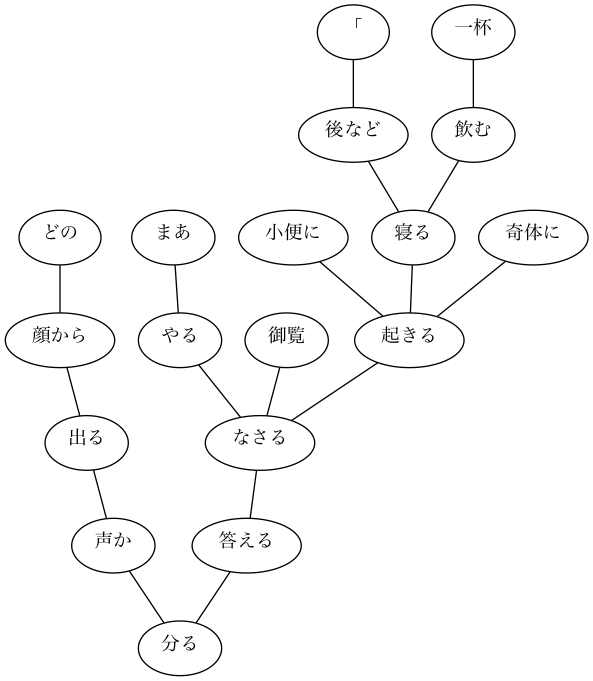 「
一杯
後など
飲む
どの
まあ
小便に
寝る
奇体に
顔から
やる
御覧
起きる
出る
なさる
声か
答える
分る